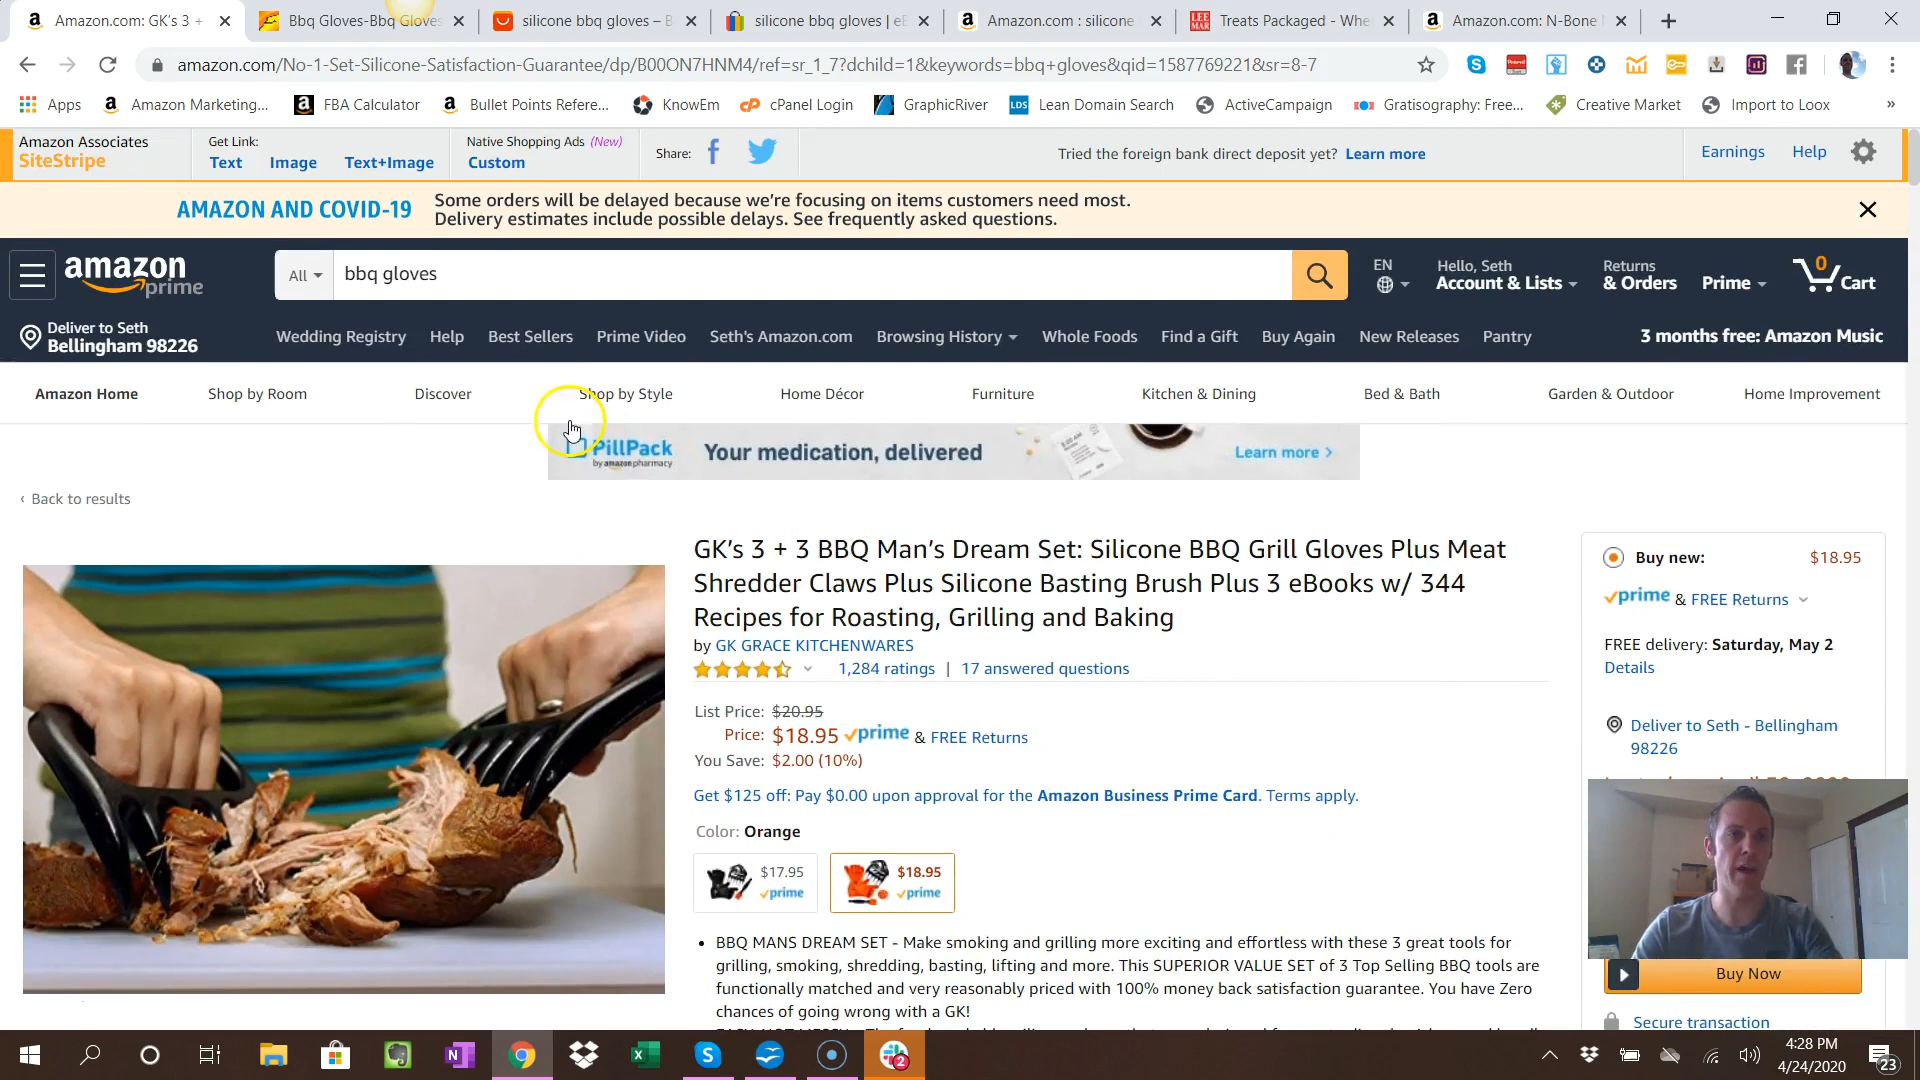 Amazon.com: GK's 3 +
Bbq Gloves-Bbq Gloves
silicone bbq gloves – B
silicone bbq gloves | eB
Amazon.com : silicone
Treats Packaged - Whe
Amazon.com: N-Bone
amazon.com/No-1-Set-Silicone-Satisfaction-Guarantee/dp/B00ON7HNM4/ref=sr_1_7?dchild=1&keywords=bbq+gloves&qid=1587769221&sr=8-7
Apps
Amazon Marketing...
FBA Calculator
Bullet Points Refere...
KnowEm
cPanel Login
GraphicRiver
LDS
Lean Domain Search
ActiveCampaign
Gratisography: Free...
Creative Market
Import to Loox
»
Amazon Associates
SiteStripe
Get Link:
Text
Image
Text+Image
Native Shopping Ads (New)
Custom
Share:
Tried the foreign bank direct deposit yet? Learn more
Earnings
Help
AMAZON AND COVID-19
Some orders will be delayed because we're focusing on items customers need most.
Delivery estimates include possible delays. See frequently asked questions.
amazon
prime
All
bbq gloves
EN
Hello, Seth
Account & Lists
Returns
& Orders
Prime
0
Cart
Deliver to Seth
Bellingham 98226
Wedding Registry
Help
Best Sellers
Prime Video
Seth's Amazon.com
Browsing History
Whole Foods
Find a Gift
Buy Again
New Releases
Pantry
3 months free: Amazon Music
Amazon Home
Shop by Room
Discover
Shop by Style
Home Décor
Furniture
Kitchen & Dining
Bed & Bath
Garden & Outdoor
Home Improvement
PillPack
by amazon pharmacy
Your medication, delivered
Learn more >
‹ Back to results
GK's 3 + 3 BBQ Man's Dream Set: Silicone BBQ Grill Gloves Plus Meat
Shredder Claws Plus Silicone Basting Brush Plus 3 eBooks w/ 344
Recipes for Roasting, Grilling and Baking
by GK GRACE KITCHENWARES
1,284 ratings | 17 answered questions
List Price: $20.95
Price: $18.95 prime & FREE Returns
You Save: $2.00 (10%)
Get $125 off: Pay $0.00 upon approval for the Amazon Business Prime Card. Terms apply.
Color: Orange
$17.95
prime
$18.95
prime
• BBQ MANS DREAM SET - Make smoking and grilling more exciting and effortless with these 3 great tools for
grilling, smoking, shredding, basting, lifting and more. This SUPERIOR VALUE SET of 3 Top Selling BBQ tools are
functionally matched and very reasonably priced with 100% money back satisfaction guarantee. You have Zero
chances of going wrong with a GK!
Buy new:
$18.95
prime & FREE Returns
FREE delivery: Saturday, May 2
Details
Deliver to Seth - Bellingham
98226
Buy Now
Secure transaction
2
4:28 PM
4/24/2020
23